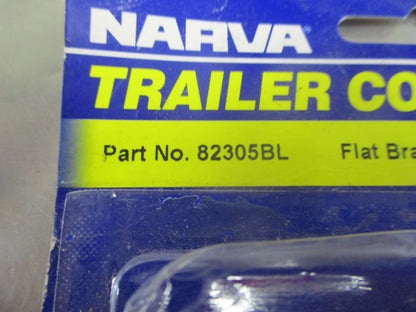 NARVA
TRAILER CO
Part No. 82305BL Flat Bra